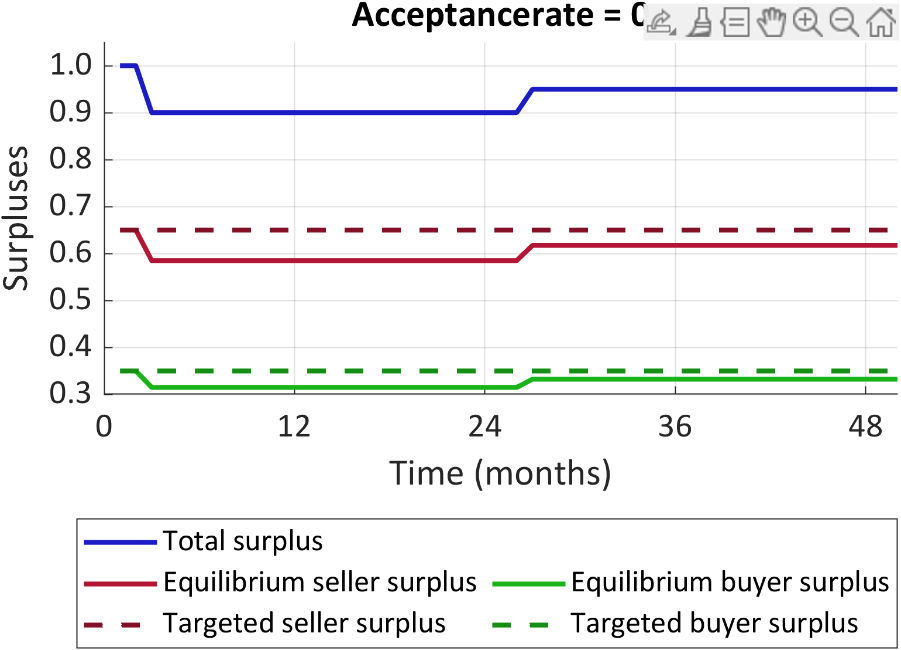 Acceptancerate = 0
1.0
0.9
0.8
0.7
0.6
0.5
0.4
0.3
Surpluses
0 12 24 36 48
Time (months)
Total surplus
Equilibrium seller surplus Equilibrium buyer surplus
Targeted seller surplus Targeted buyer surplus